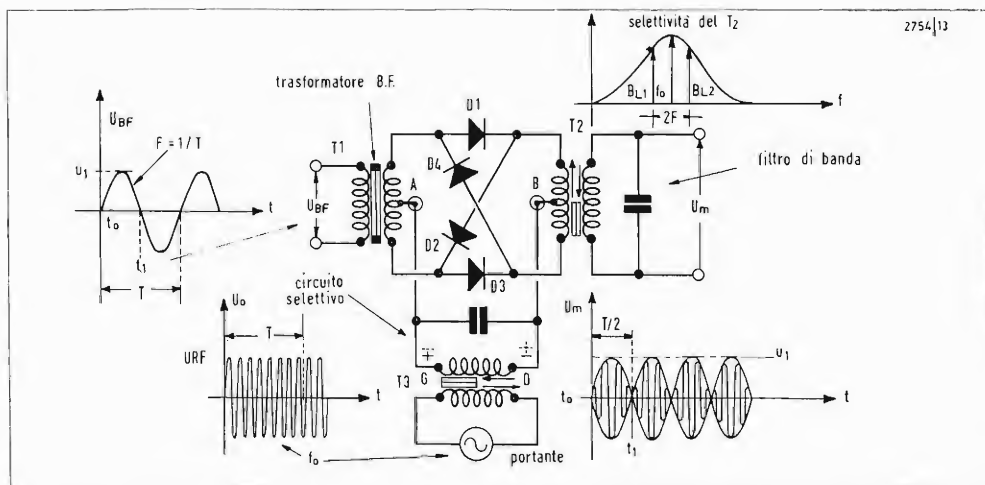 selettività del T2
2754|13
trasformatore B.F.
BL1
f0
BL2
f
2F
UBF
F=1/T
U1
t
t0
t1
T
T1
UBF
A
D1
D4
D2
D3
B
T2
filtro di banda
Um
circuito
selettivo
U0
T
URF
t
f0
∓
±
T3
G
D
portante
Um
T/2
U1
t0
t
t1